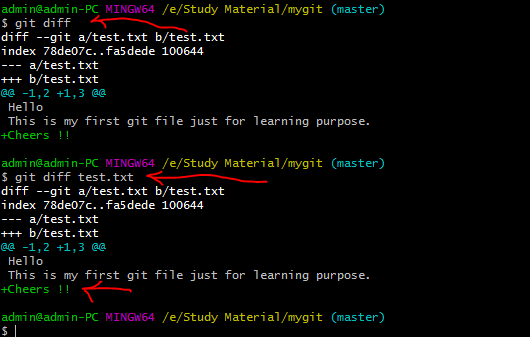 admin@admin-PC MINGW64 /e/Study Material/mygit (master)
$ git diff
diff --git a/test.txt b/test.txt
index 78de07c..fa5dede 100644
--- a/test.txt
+++ b/test.txt
@@ -1,2 +1,3 @@
 Hello
 This is my first git file just for learning purpose.
+Cheers !!
admin@admin-PC MINGW64 /e/Study Material/mygit (master)
$ git diff test.txt
diff --git a/test.txt b/test.txt
index 78de07c..fa5dede 100644
--- a/test.txt
+++ b/test.txt
@@ -1,2 +1,3 @@
 Hello
 This is my first git file just for learning purpose.
+Cheers !!
admin@admin-PC MINGW64 /e/Study Material/mygit (master)
$